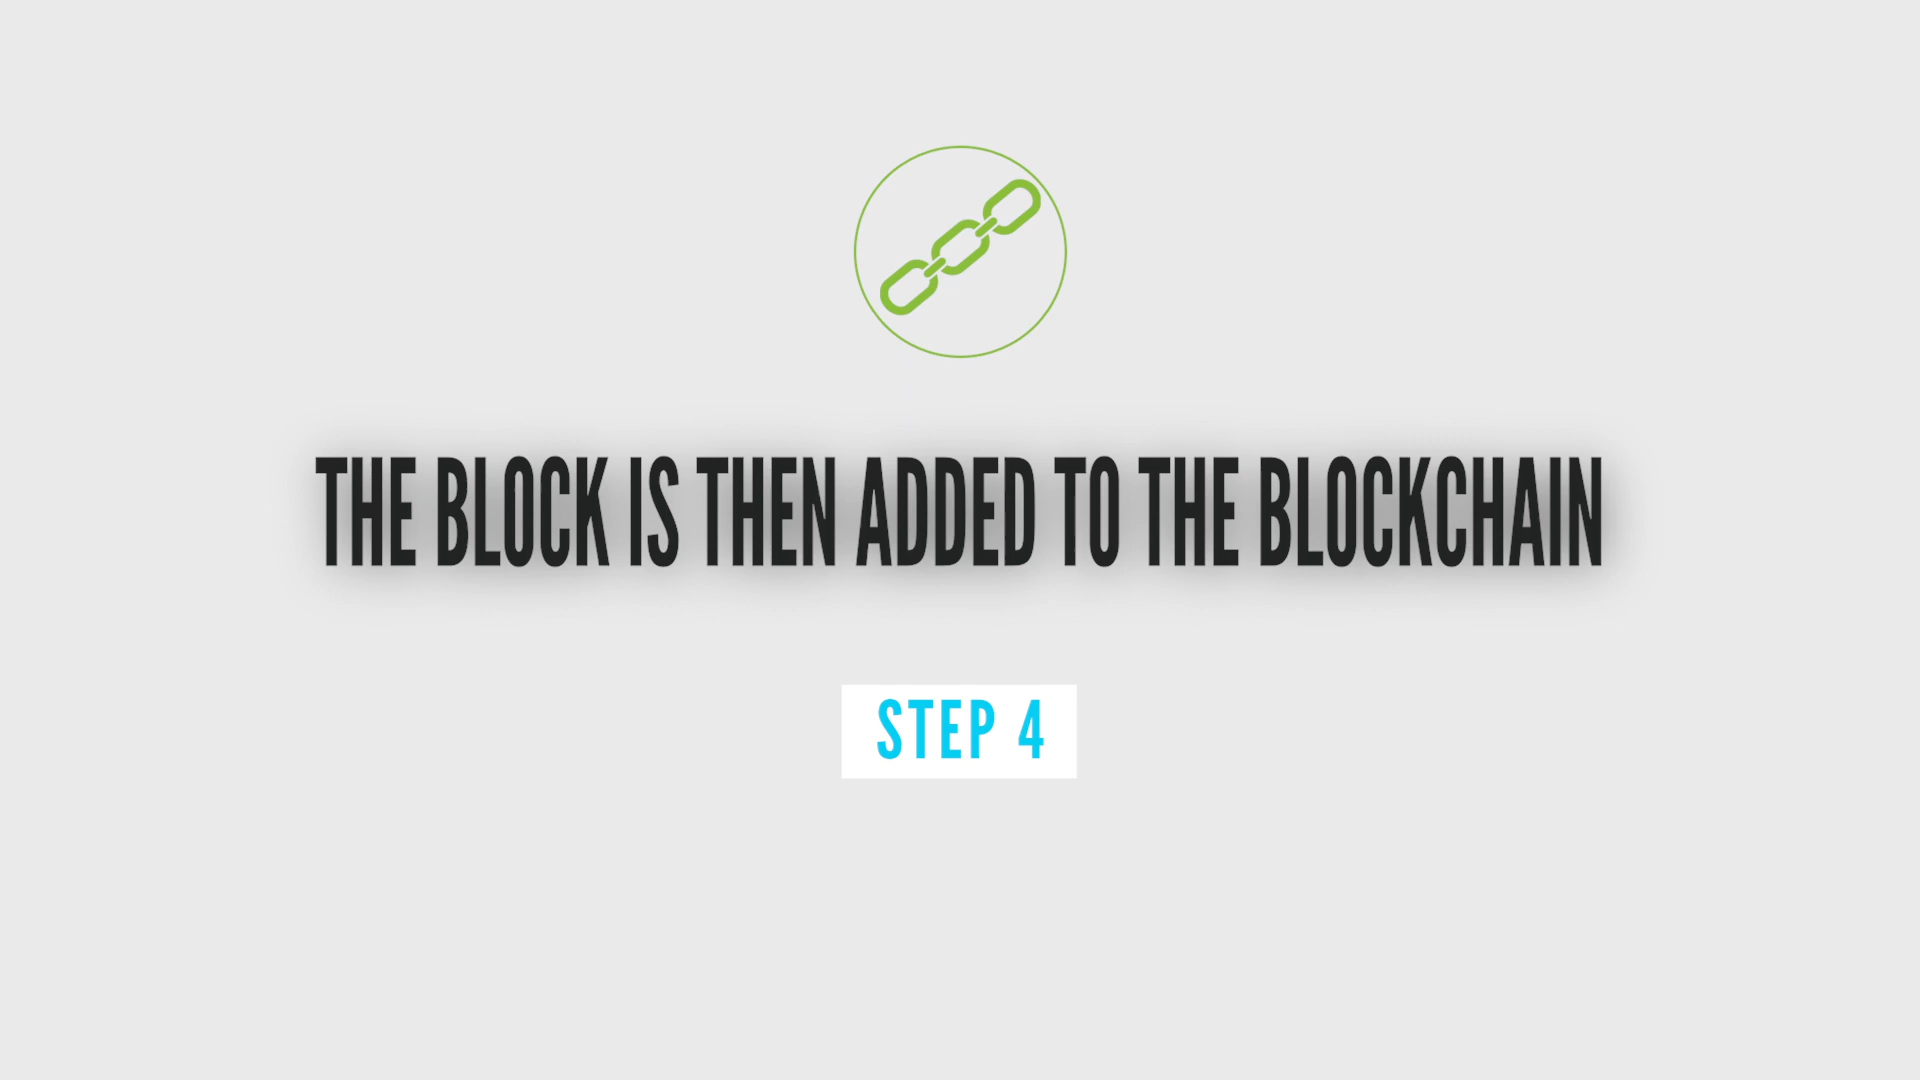 THE BLOCK IS THEN ADDED TO THE BLOCKCHAIN
STEP 4